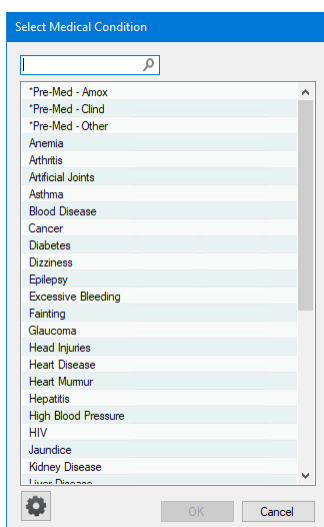 Select Medical Condition
*Pre-Med - Amox
*Pre-Med - Clind
*Pre-Med - Other
Anemia
Arthritis
Artificial Joints
Asthma
Blood Disease
Cancer
Diabetes
Dizziness
Epilepsy
Excessive Bleeding
Fainting
Glaucoma
Head Injuries
Heart Disease
Heart Murmur
Hepatitis
High Blood Pressure
HIV
Jaundice
Kidney Disease
Liver Disease
OK
Cancel